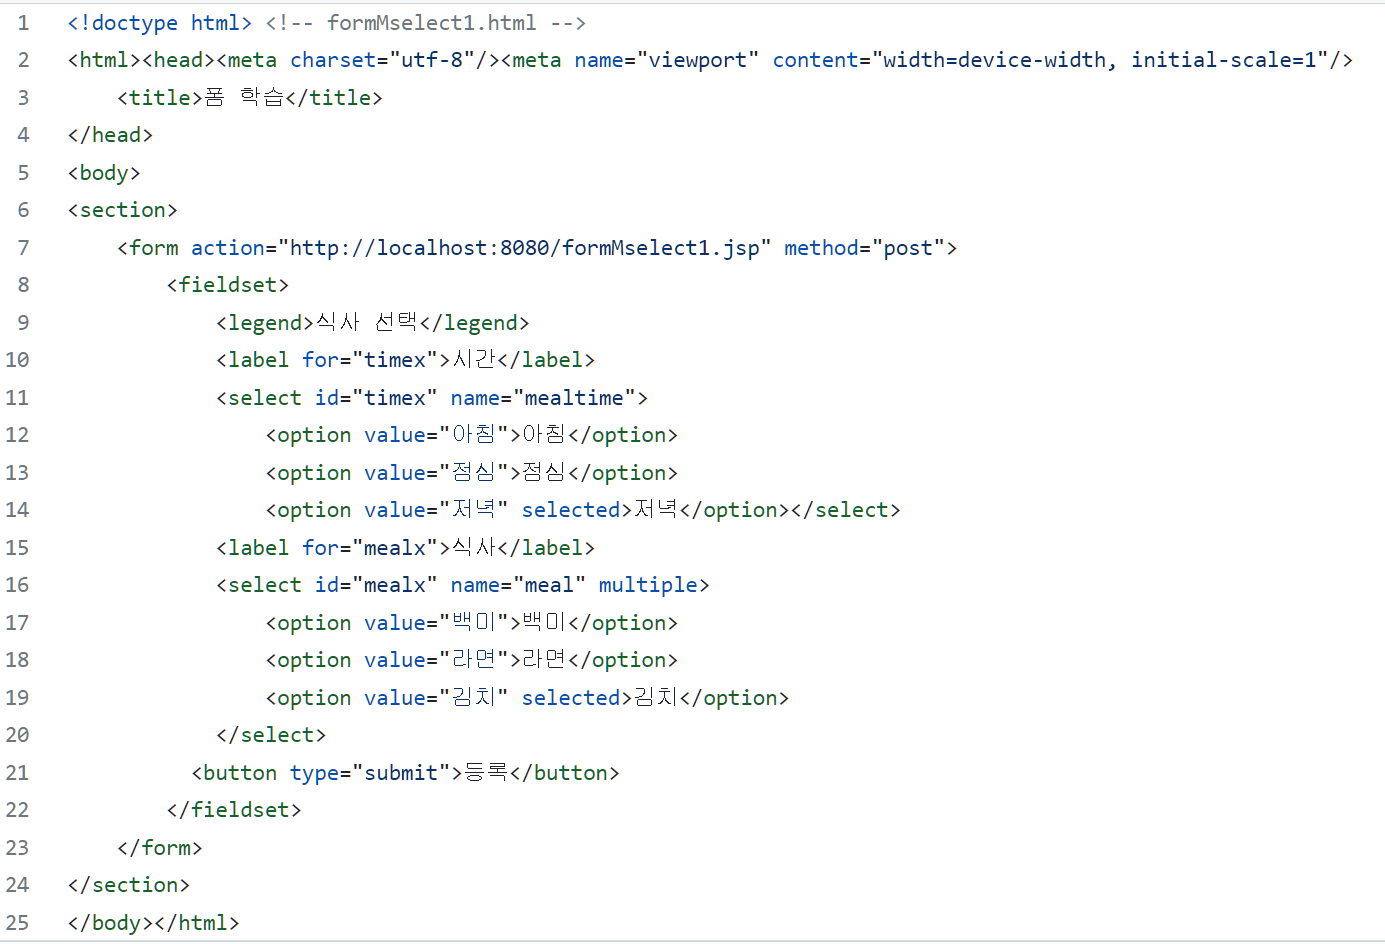 1 <!doctype html> <!-- formMselect1.html -->
2 <html><head><meta charset="utf-8"/><meta name="viewport" content="width=device-width, initial-scale=1"/>
3     <title>폼 학습</title>
4 </head>
5 <body>
6 <section>
7     <form action="http://localhost:8080/formMselect1.jsp" method="post">
8         <fieldset>
9             <legend>식사 선택</legend>
10             <label for="timex">시간</label>
11             <select id="timex" name="mealtime">
12                 <option value="아침">아침</option>
13                 <option value="점심">점심</option>
14                 <option value="저녁" selected>저녁</option></select>
15             <label for="mealx">식사</label>
16             <select id="mealx" name="meal" multiple>
17                 <option value="백미">백미</option>
18                 <option value="라면">라면</option>
19                 <option value="김치" selected>김치</option>
20             </select>
21           <button type="submit">등록</button>
22         </fieldset>
23     </form>
24 </section>
25 </body></html>